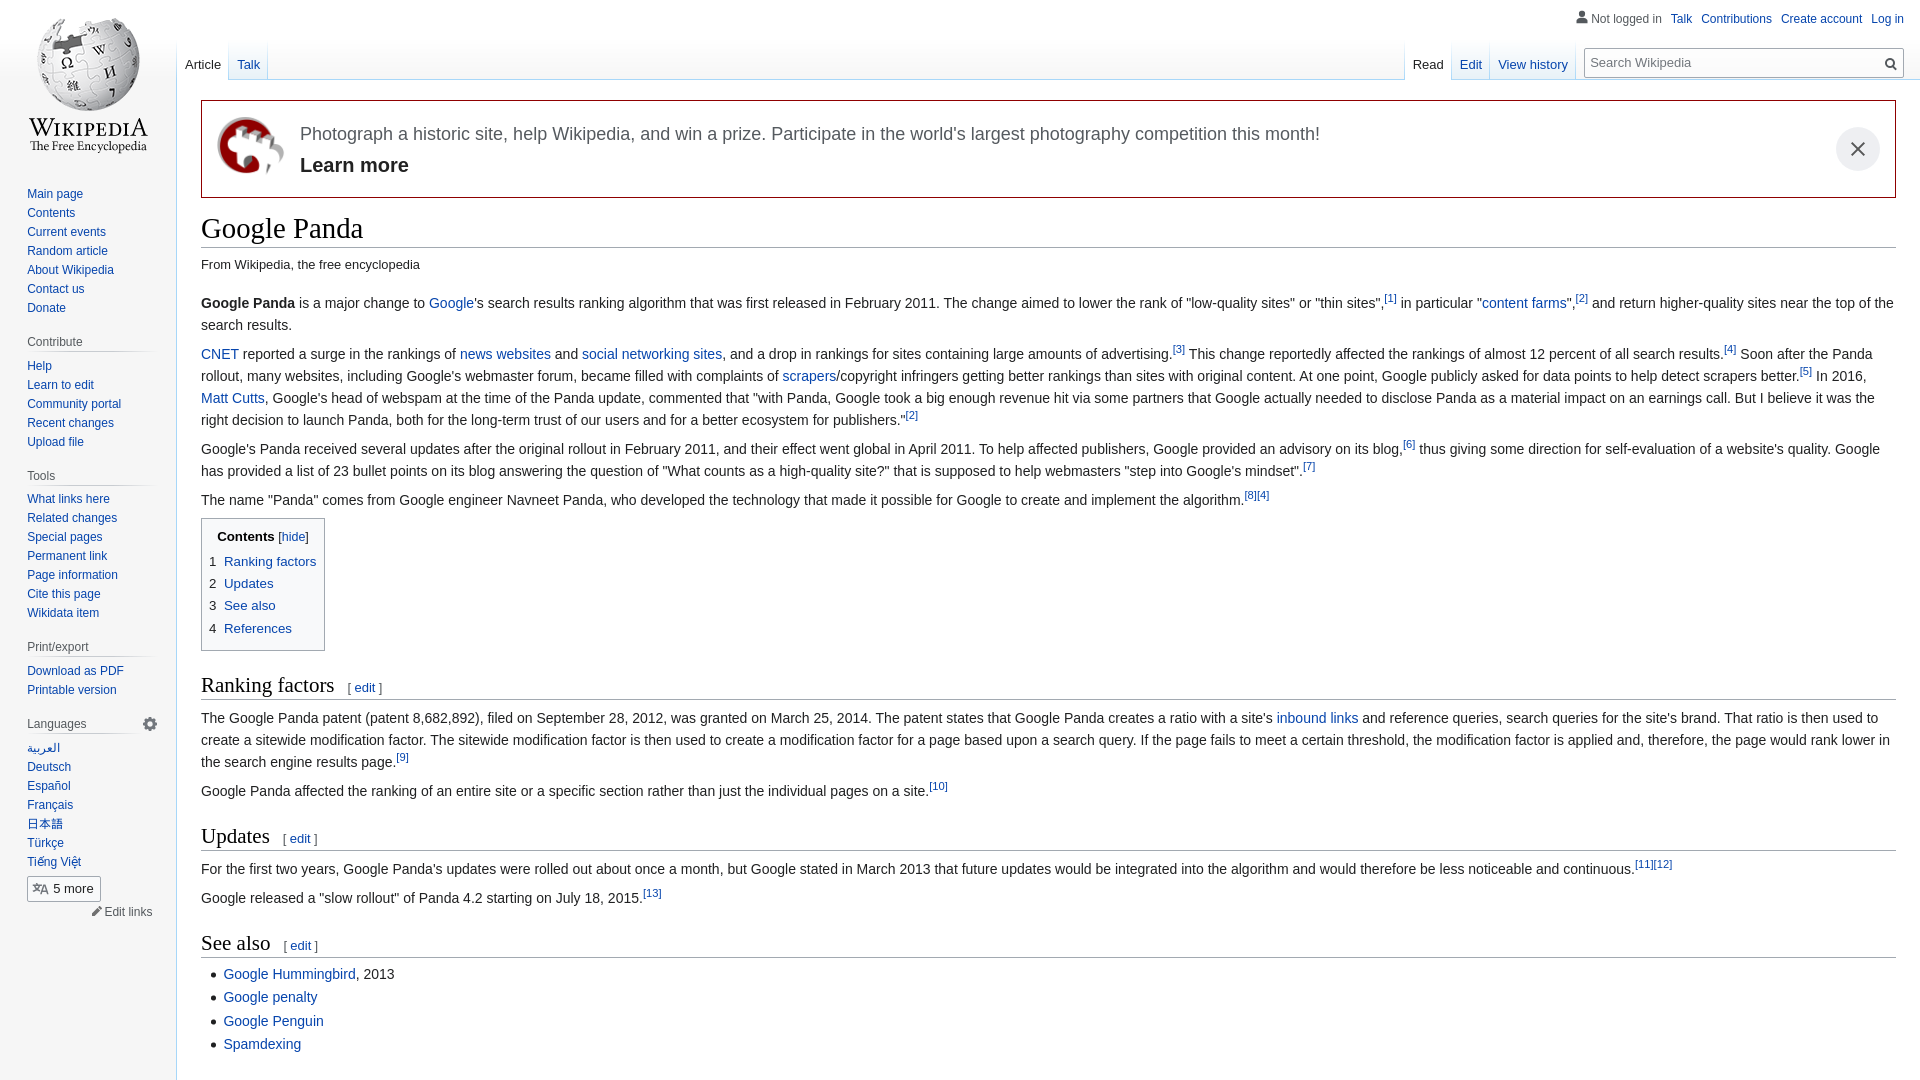 Not logged in Talk Contributions Create account Log in
Article Talk Read Edit View history Search Wikipedia
WIKIPEDIA
The Free Encyclopedia
Main page
Contents
Current events
Random article
About Wikipedia
Contact us
Donate
Contribute
Help
Learn to edit
Community portal
Recent changes
Upload file
Tools
What links here
Related changes
Special pages
Permanent link
Page information
Cite this page
Wikidata item
Print/export
Download as PDF
Printable version
Languages
العربية
Deutsch
Español
Français
日本語
Türkçe
Tiếng Việt
5 more
Edit links
Photograph a historic site, help Wikipedia, and win a prize. Participate in the world's largest photography competition this month!
Learn more
Google Panda
From Wikipedia, the free encyclopedia
Google Panda is a major change to Google's search results ranking algorithm that was first released in February 2011. The change aimed to lower the rank of "low-quality sites" or "thin sites",[1] in particular "content farms",[2] and return higher-quality sites near the top of the
search results.
CNET reported a surge in the rankings of news websites and social networking sites, and a drop in rankings for sites containing large amounts of advertising.[3] This change reportedly affected the rankings of almost 12 percent of all search results.[4] Soon after the Panda
rollout, many websites, including Google's webmaster forum, became filled with complaints of scrapers/copyright infringers getting better rankings than sites with original content. At one point, Google publicly asked for data points to help detect scrapers better.[5] In 2016,
Matt Cutts, Google's head of webspam at the time of the Panda update, commented that "with Panda, Google took a big enough revenue hit via some partners that Google actually needed to disclose Panda as a material impact on an earnings call. But I believe it was the
right decision to launch Panda, both for the long-term trust of our users and for a better ecosystem for publishers."[2]
Google's Panda received several updates after the original rollout in February 2011, and their effect went global in April 2011. To help affected publishers, Google provided an advisory on its blog,[6] thus giving some direction for self-evaluation of a website's quality. Google
has provided a list of 23 bullet points on its blog answering the question of "What counts as a high-quality site?" that is supposed to help webmasters "step into Google's mindset".[7]
The name "Panda" comes from Google engineer Navneet Panda, who developed the technology that made it possible for Google to create and implement the algorithm.[8][4]
Contents [hide]
1 Ranking factors
2 Updates
3 See also
4 References
Ranking factors [ edit ]
The Google Panda patent (patent 8,682,892), filed on September 28, 2012, was granted on March 25, 2014. The patent states that Google Panda creates a ratio with a site's inbound links and reference queries, search queries for the site's brand. That ratio is then used to
create a sitewide modification factor. The sitewide modification factor is then used to create a modification factor for a page based upon a search query. If the page fails to meet a certain threshold, the modification factor is applied and, therefore, the page would rank lower in
the search engine results page.[9]
Google Panda affected the ranking of an entire site or a specific section rather than just the individual pages on a site.[10]
Updates [ edit ]
For the first two years, Google Panda's updates were rolled out about once a month, but Google stated in March 2013 that future updates would be integrated into the algorithm and would therefore be less noticeable and continuous.[11][12]
Google released a "slow rollout" of Panda 4.2 starting on July 18, 2015.[13]
See also [ edit ]
Google Hummingbird, 2013
Google penalty
Google Penguin
Spamdexing